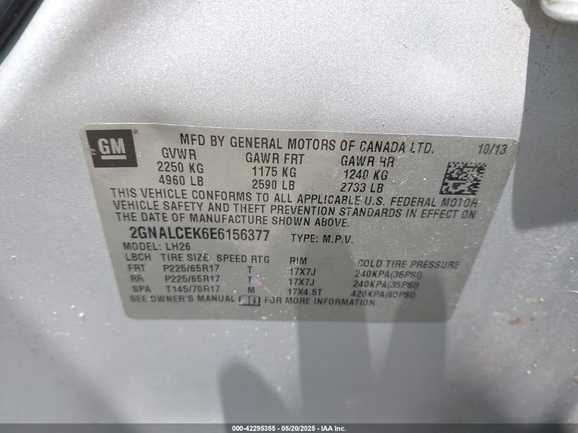 GM
MFD BY GENERAL MOTORS OF CANADA LTD. 10/13
GVWR GAWR FRT GAWR RR
2250 KG 1175 KG 1240 KG
4960 LB 2590 LB 2733 LB
THIS VEHICLE CONFORMS TO ALL APPLICABLE U.S. FEDERAL
VEHICLE SAFETY AND THEFT PREVENTION STANDARDS IN EFFECT ON
THE DATE OF MANUFACTURE SHOWN ABOVE.
2GNALCEK6E6156377 TYPE: M.P.V.
MODEL: LH26
LBCH TIRE SIZE SPEED RTG RIM COLD TIRE PRESSURE
FRT P225/65R17 T 17X7J 240KPA(35PSI)
RR P225/65R17 T 17X7J 240KPA(35PSI)
SPA T145/70R17 M 17X4.5T 420KPA(60PSI)
SEE OWNER'S MANUAL FOR MORE INFORMATION.
000-42295355 - 05/20/2025 - IAAI.COM